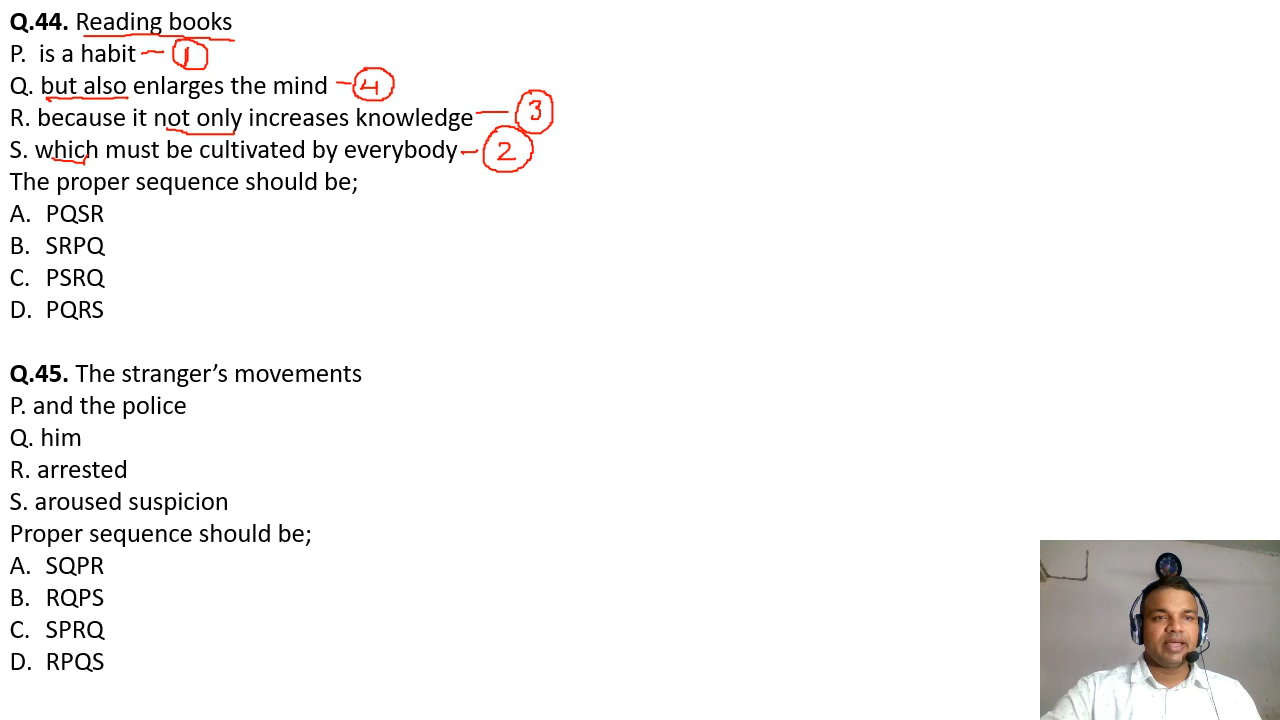 Q.44. Reading books
P. is a habit - 1
Q. but also enlarges the mind - 4
R. because it not only increases knowledge - 3
S. which must be cultivated by everybody - 2
The proper sequence should be;
A. PQSR
B. SRPQ
C. PSRQ
D. PQRS
Q.45. The stranger’s movements
P. and the police
Q. him
R. arrested
S. aroused suspicion
Proper sequence should be;
A. SQPR
B. RQPS
C. SPRQ
D. RPQS